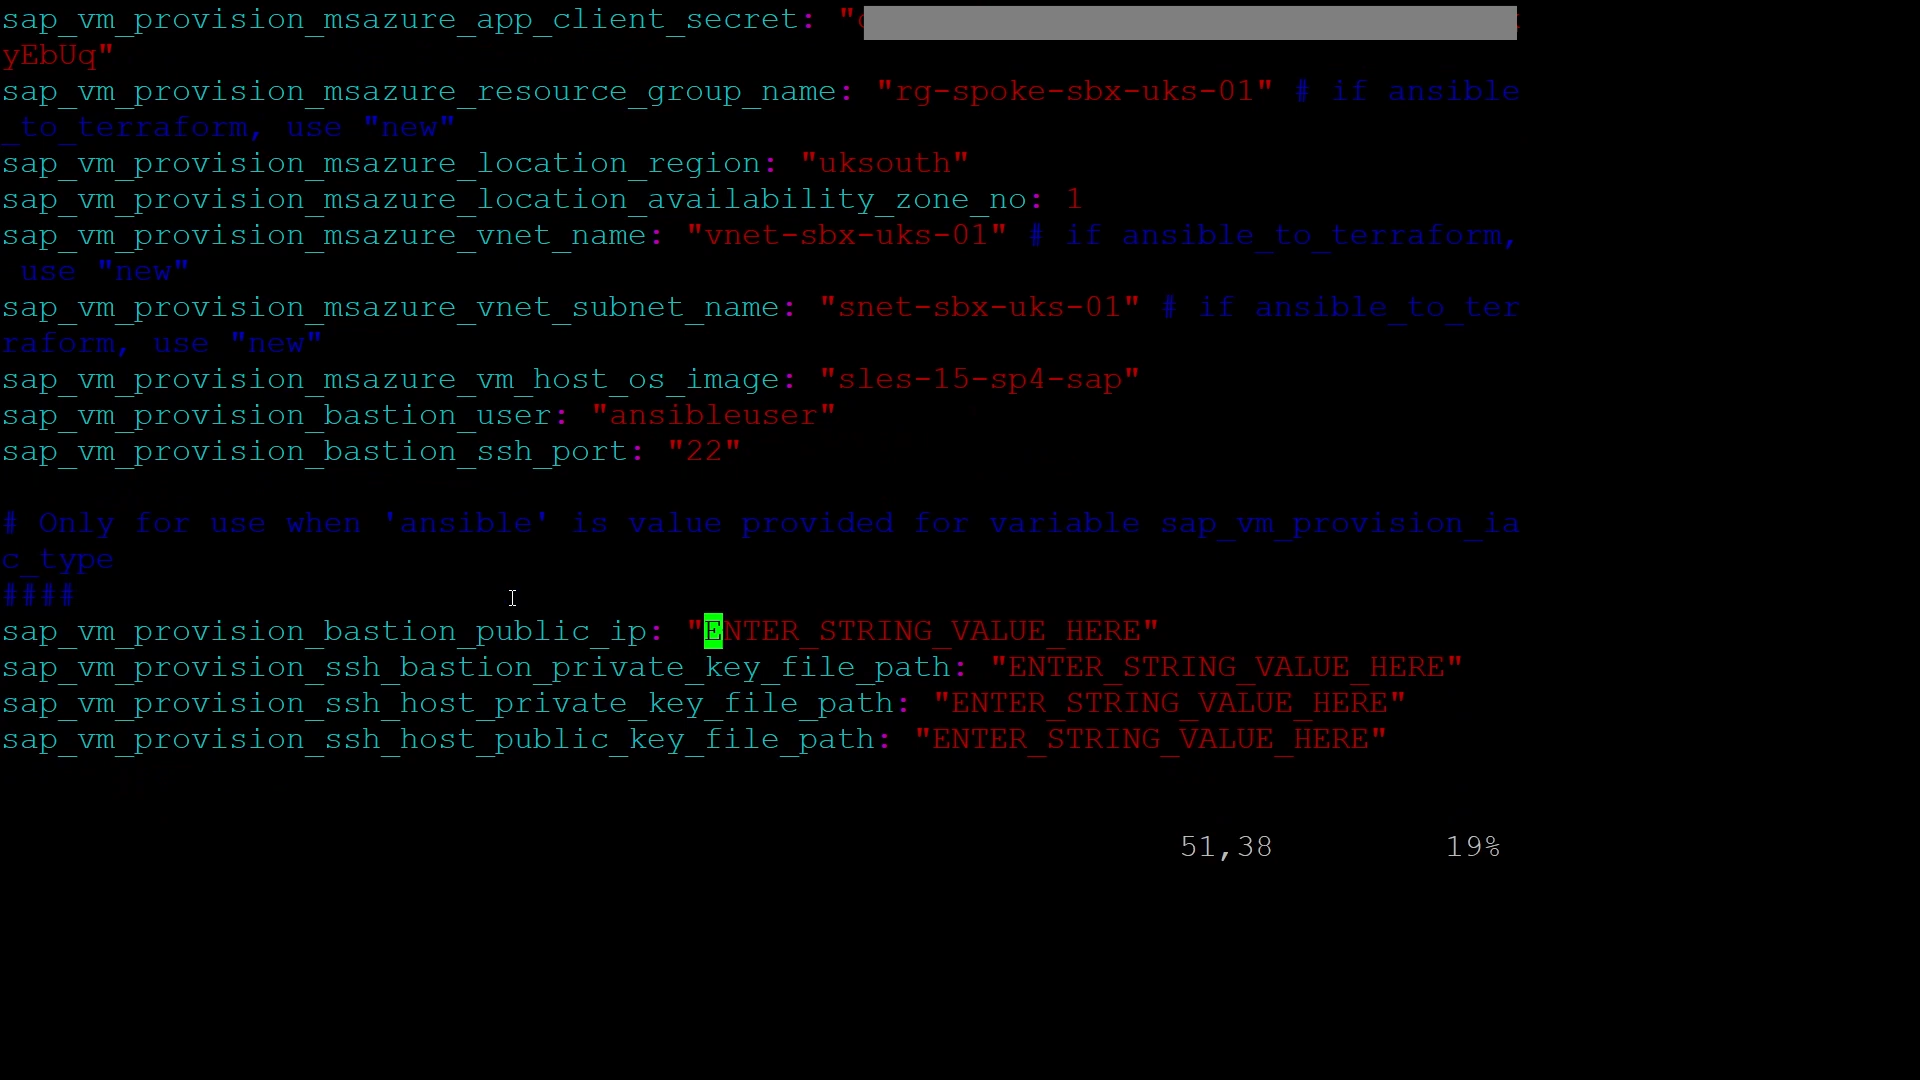 sap_vm_provision_msazure_app_client_secret: "
yEbUq"
sap_vm_provision_msazure_resource_group_name: "rg-spoke-sbx-uks-01" # if ansible
_to_terraform, use "new"
sap_vm_provision_msazure_location_region: "uksouth"
sap_vm_provision_msazure_location_availability_zone_no: 1
sap_vm_provision_msazure_vnet_name: "vnet-sbx-uks-01" # if ansible_to_terraform,
 use "new"
sap_vm_provision_msazure_vnet_subnet_name: "snet-sbx-uks-01" # if ansible_to_ter
raform, use "new"
sap_vm_provision_msazure_vm_host_os_image: "sles-15-sp4-sap"
sap_vm_provision_bastion_user: "ansibleuser"
sap_vm_provision_bastion_ssh_port: "22"
# Only for use when 'ansible' is value provided for variable sap_vm_provision_ia
c_type
####
sap_vm_provision_bastion_public_ip: "ENTER_STRING_VALUE_HERE"
sap_vm_provision_ssh_bastion_private_key_file_path: "ENTER_STRING_VALUE_HERE"
sap_vm_provision_ssh_host_private_key_file_path: "ENTER_STRING_VALUE_HERE"
sap_vm_provision_ssh_host_public_key_file_path: "ENTER_STRING_VALUE_HERE"
51,38 19%